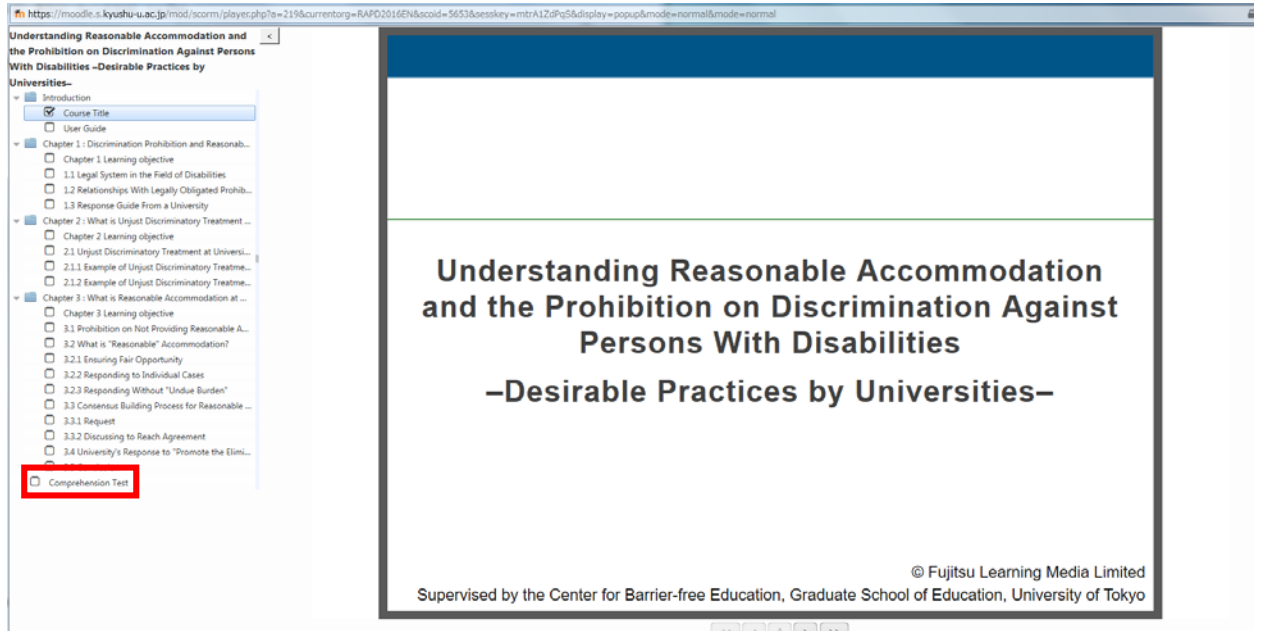 https://moodle.s.kyushu-u.ac.jp/mod/scorm/player.php?a=219&currentorg=RAPD2016EN&scoid=5653&sesskey=mtrA1ZdPqS&display=popup&mode=normal&mode=normal
Understanding Reasonable Accommodation and
the Prohibition on Discrimination Against Persons
With Disabilities –Desirable Practices by
Universities–
<
Introduction
Course Title
User Guide
Chapter 1 : Discrimination Prohibition and Reasonab...
Chapter 1 Learning objective
1.1 Legal System in the Field of Disabilities
1.2 Relationships With Legally Obligated Prohib...
1.3 Response Guide From a University
Chapter 2 : What is Unjust Discriminatory Treatment ...
Chapter 2 Learning objective
2.1 Unjust Discriminatory Treatment at Universi...
2.1.1 Example of Unjust Discriminatory Treatme...
2.1.2 Example of Unjust Discriminatory Treatme...
Chapter 3 : What is Reasonable Accommodation at ...
Chapter 3 Learning objective
3.1 Prohibition on Not Providing Reasonable A...
3.2 What is "Reasonable" Accommodation?
3.2.1 Ensuring Fair Opportunity
3.2.2 Responding to Individual Cases
3.2.3 Responding Without "Undue Burden"
3.3 Consensus Building Process for Reasonable ...
3.3.1 Request
3.3.2 Discussing to Reach Agreement
3.4 University's Response to "Promote the Elimi...
Comprehension Test
Understanding Reasonable Accommodation
and the Prohibition on Discrimination Against
Persons With Disabilities
–Desirable Practices by Universities–
© Fujitsu Learning Media Limited
Supervised by the Center for Barrier-free Education, Graduate School of Education, University of Tokyo